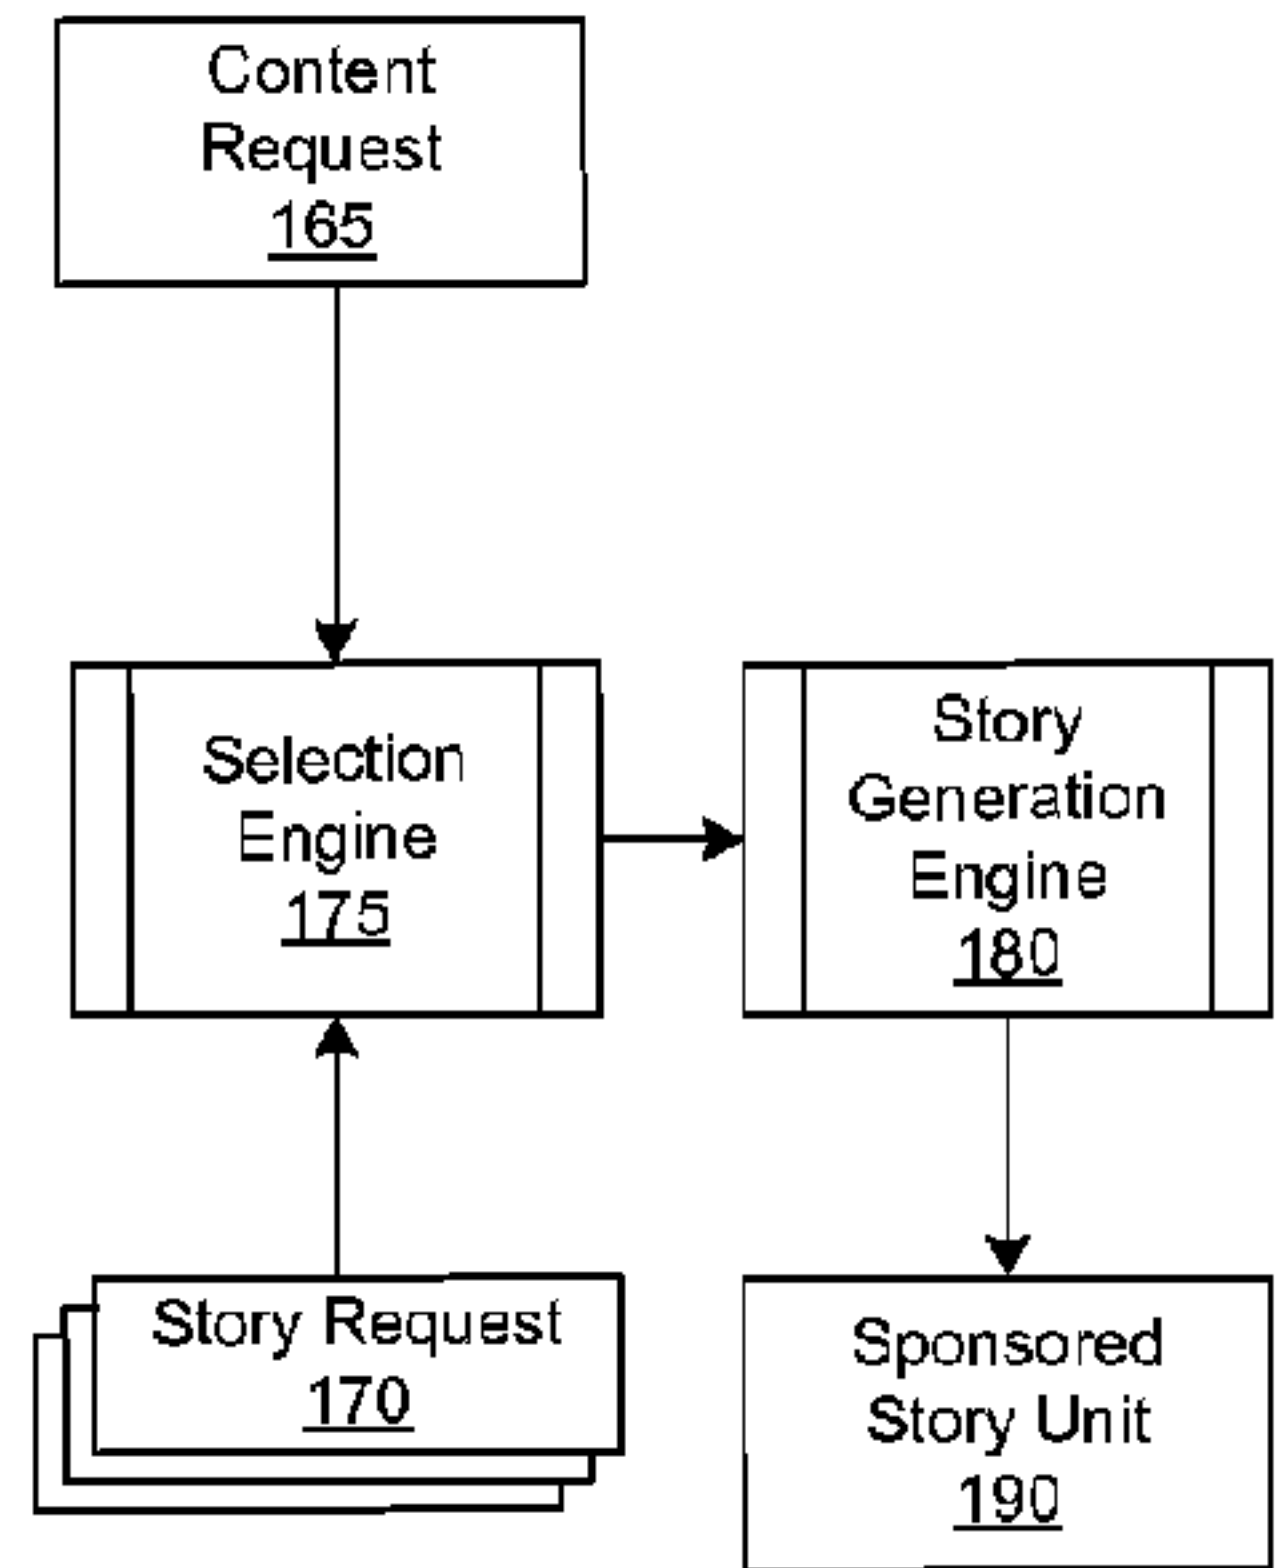 Content
Request
165
Selection
Engine
175
Story
Generation
Engine
180
Story Request
170
Sponsored
Story Unit
190